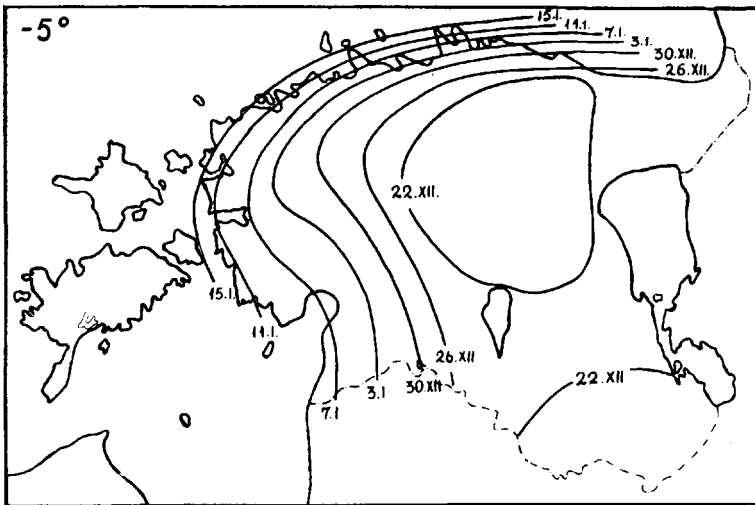 -5°
15.I.
11.I.
7.I.
3.I.
30.XII.
26.XII.
22.XII.
15.I.
11.I.
7.I
3.I
30.XII
26.XII
22.XII